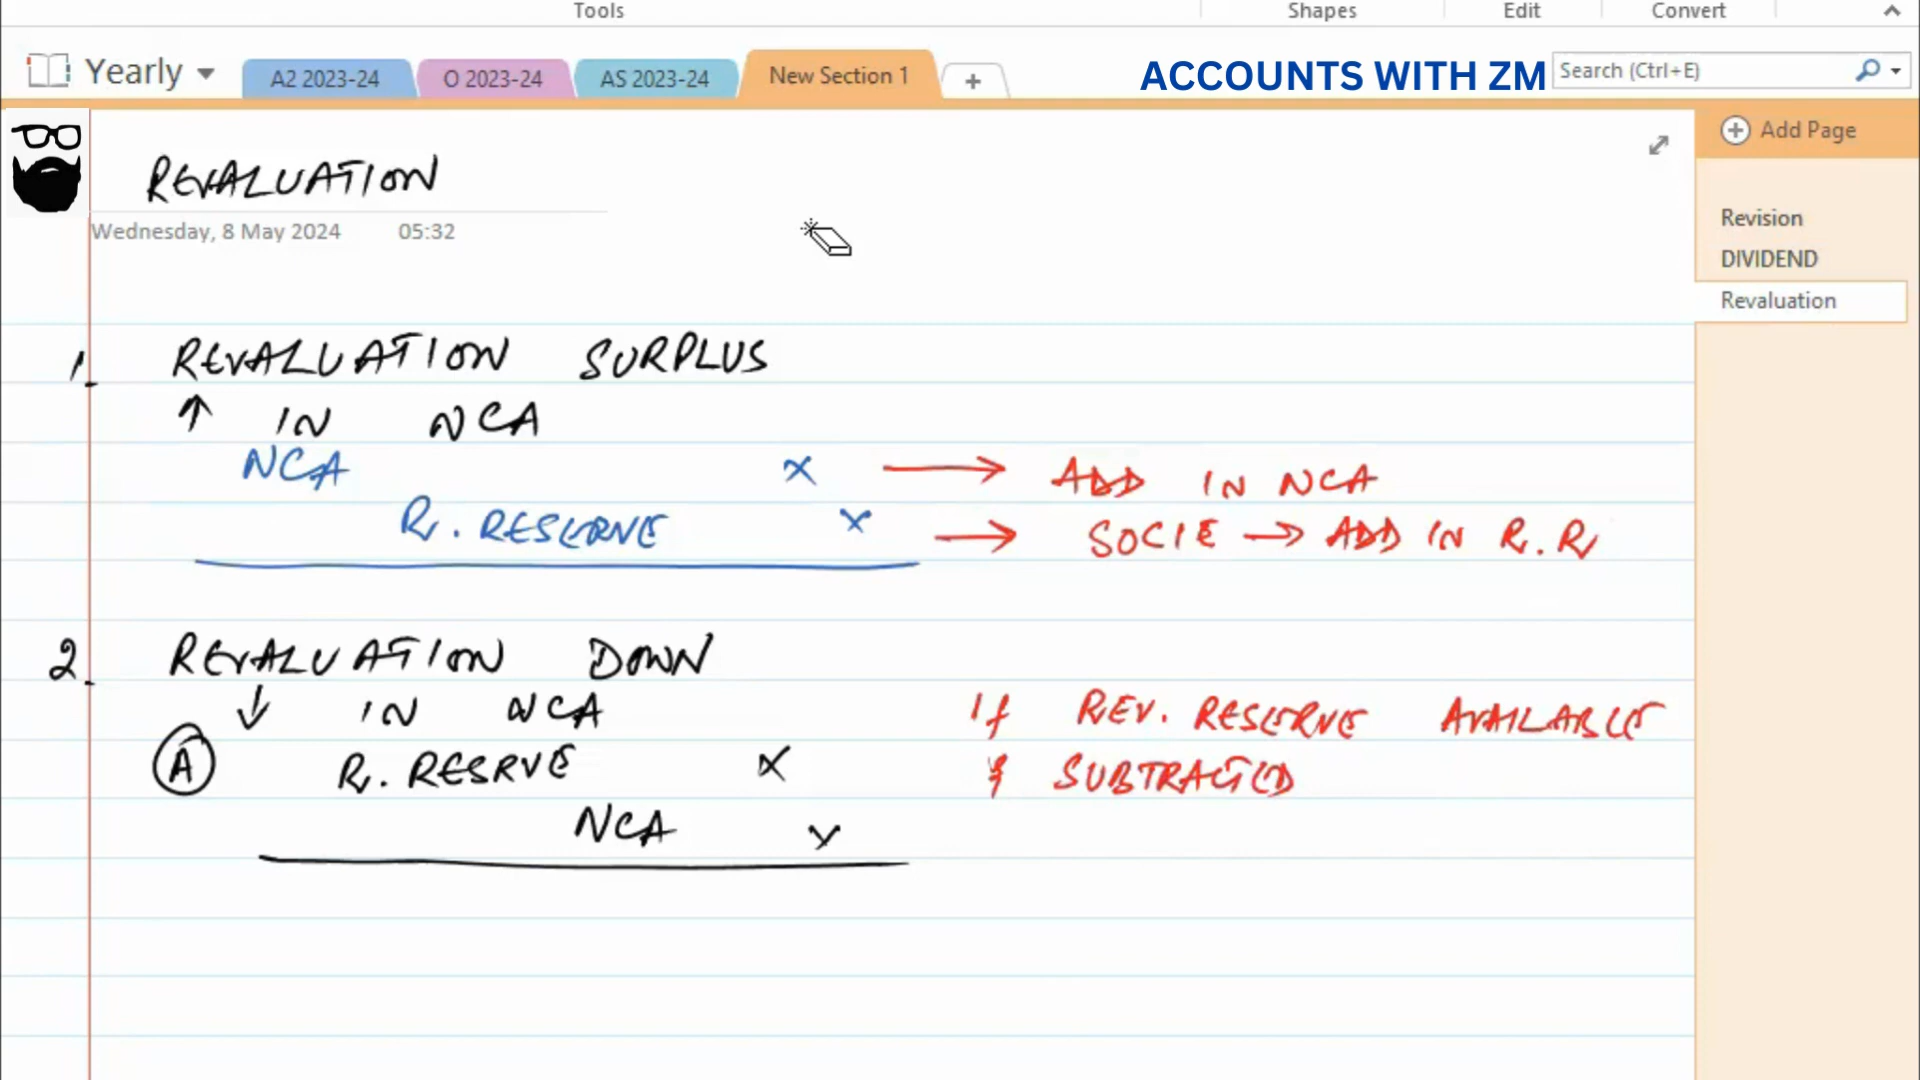 Tools Shapes Edit Convert
Yearly A2 2023-24 O 2023-24 AS 2023-24 New Section 1 + ACCOUNTS WITH ZM Search (Ctrl+E)
Add Page
REVALUATION
Wednesday, 8 May 2024 05:32
Revision
DIVIDEND
Revaluation
1. REVALUATION SURPLUS
↑ IN NCA
NCA x → ADD IN NCA
R. RESERVE x → SOCIE → ADD IN R.R
2. REVALUATION DOWN
↓ IN NCA If REV. RESERVE AVAILABLE
A R. RESRVE x & SUBTRACTED
NCA x